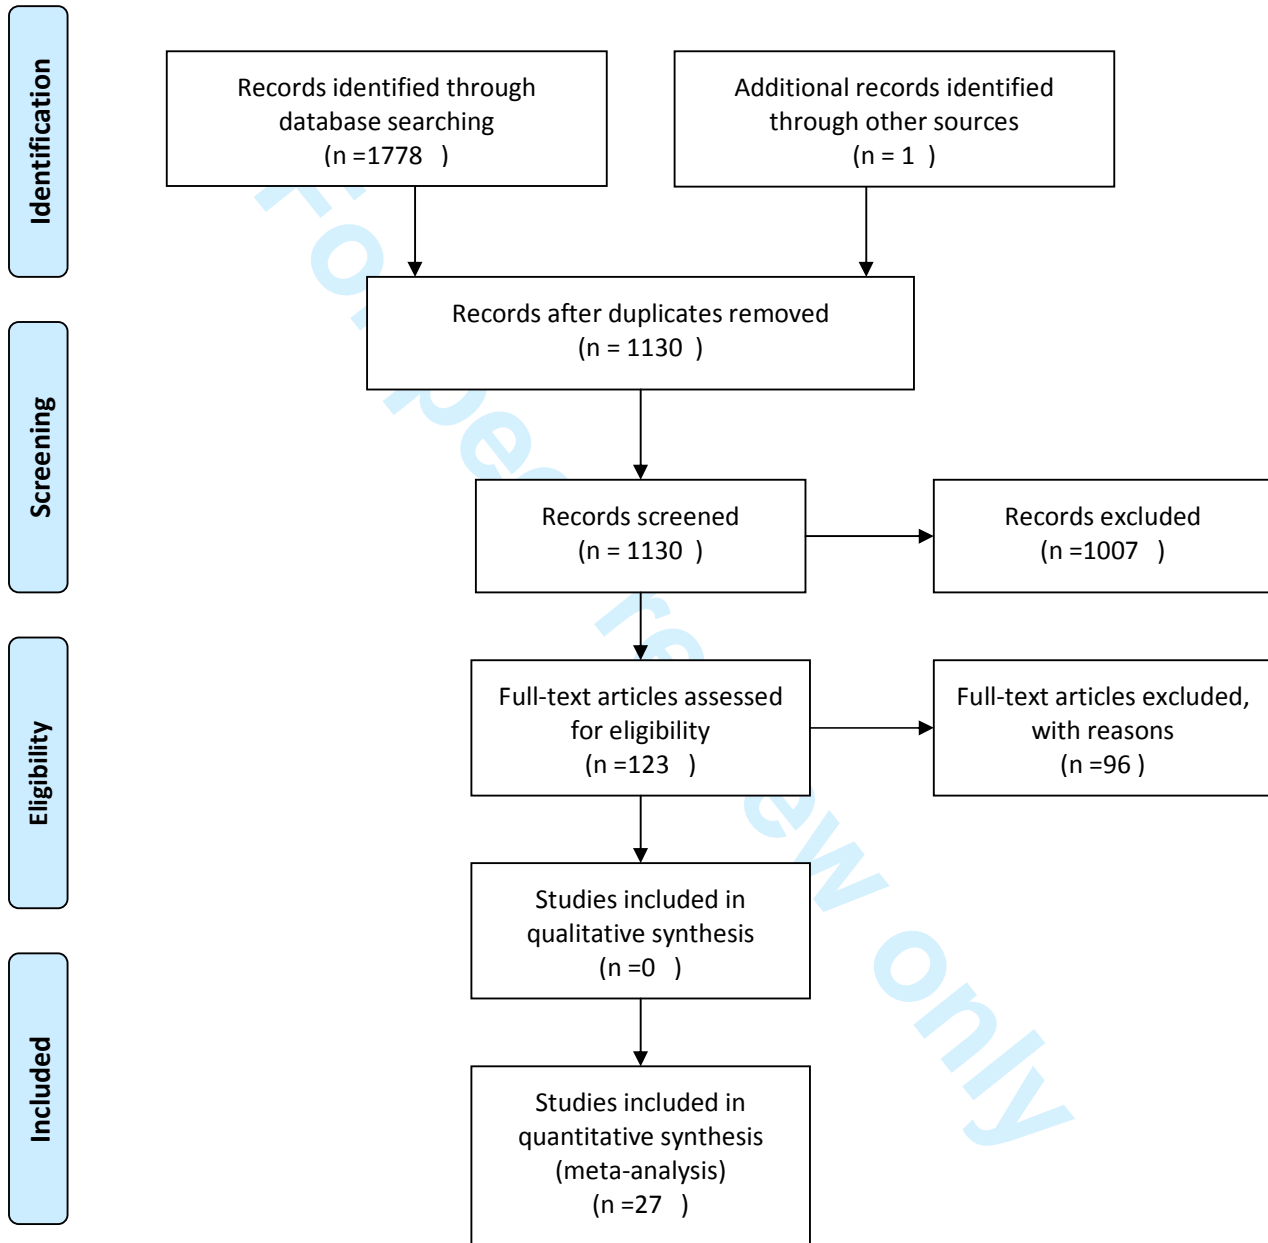 Identification
Records identified through
database searching
(n =1778   )
Additional records identified
through other sources
(n = 1   )
Records after duplicates removed
(n = 1130  )
Screening
Records screened
(n = 1130  )
Records excluded
(n =1007   )
Eligibility
Full-text articles assessed
for eligibility
(n =123   )
Full-text articles excluded,
with reasons
(n =96 )
Studies included in
qualitative synthesis
(n =0   )
Included
Studies included in
quantitative synthesis
(meta-analysis)
(n =27   )
For peer review only